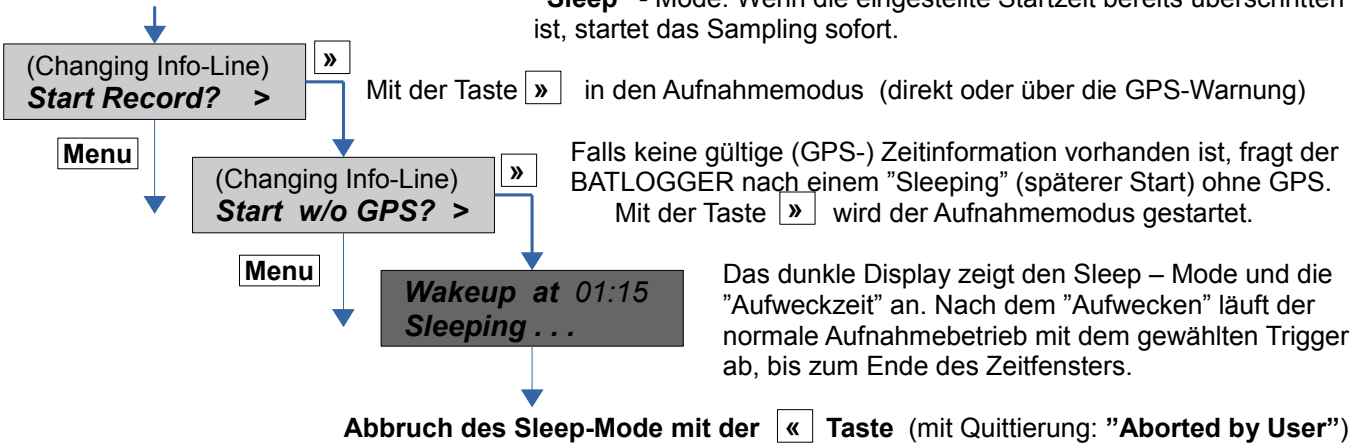 "Sleep" - Mode. Wenn die eingestellte Startzeit bereits überschritten
ist, startet das Sampling sofort.
(Changing Info-Line)
Start Record? >
»
Mit der Taste » in den Aufnahmemodus (direkt oder über die GPS-Warnung)
Menu
(Changing Info-Line)
Start w/o GPS? >
»
Falls keine gültige (GPS-) Zeitinformation vorhanden ist, fragt der
BATLOGGER nach einem ”Sleeping” (späterer Start) ohne GPS.
Mit der Taste » wird der Aufnahmemodus gestartet.
Menu
Wakeup at 01:15
Sleeping . . .
Das dunkle Display zeigt den Sleep – Mode und die
”Aufweckzeit” an. Nach dem ”Aufwecken” läuft der
normale Aufnahmebetrieb mit dem gewählten Trigger
ab, bis zum Ende des Zeitfensters.
Abbruch des Sleep-Mode mit der « Taste (mit Quittierung: ”Aborted by User”)